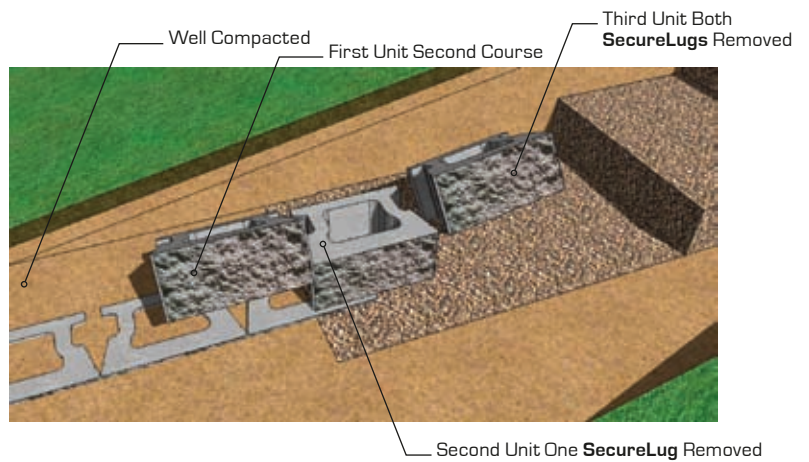 Third Unit Both
SecureLugs Removed
Well Compacted
First Unit Second Course
Second Unit One SecureLug Removed